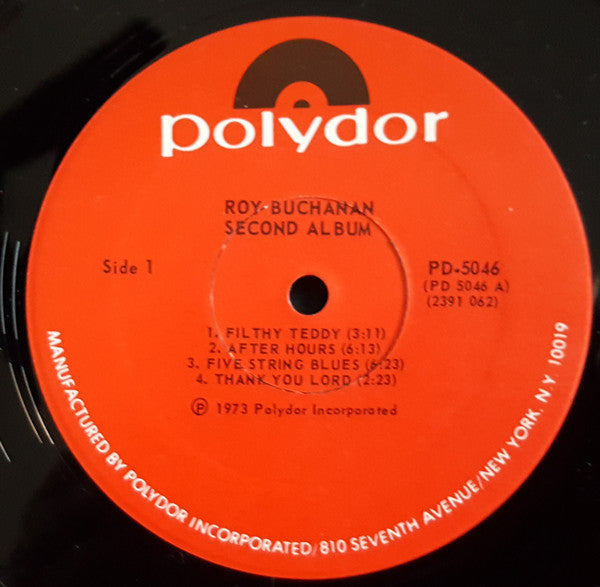 polydor
ROY BUCHANAN
SECOND ALBUM
Side 1
PD-5046
(PD 5046 A)
(2391 062)
1. FILTHY TEDDY (3:11)
2. AFTER HOURS (6:13)
3. FIVE STRING BLUES (6:23)
4. THANK YOU LORD (2:23)
Ⓟ 1973 Polydor Incorporated
MANUFACTURED BY POLYDOR INCORPORATED/810 SEVENTH AVENUE/NEW YORK, N.Y. 10019